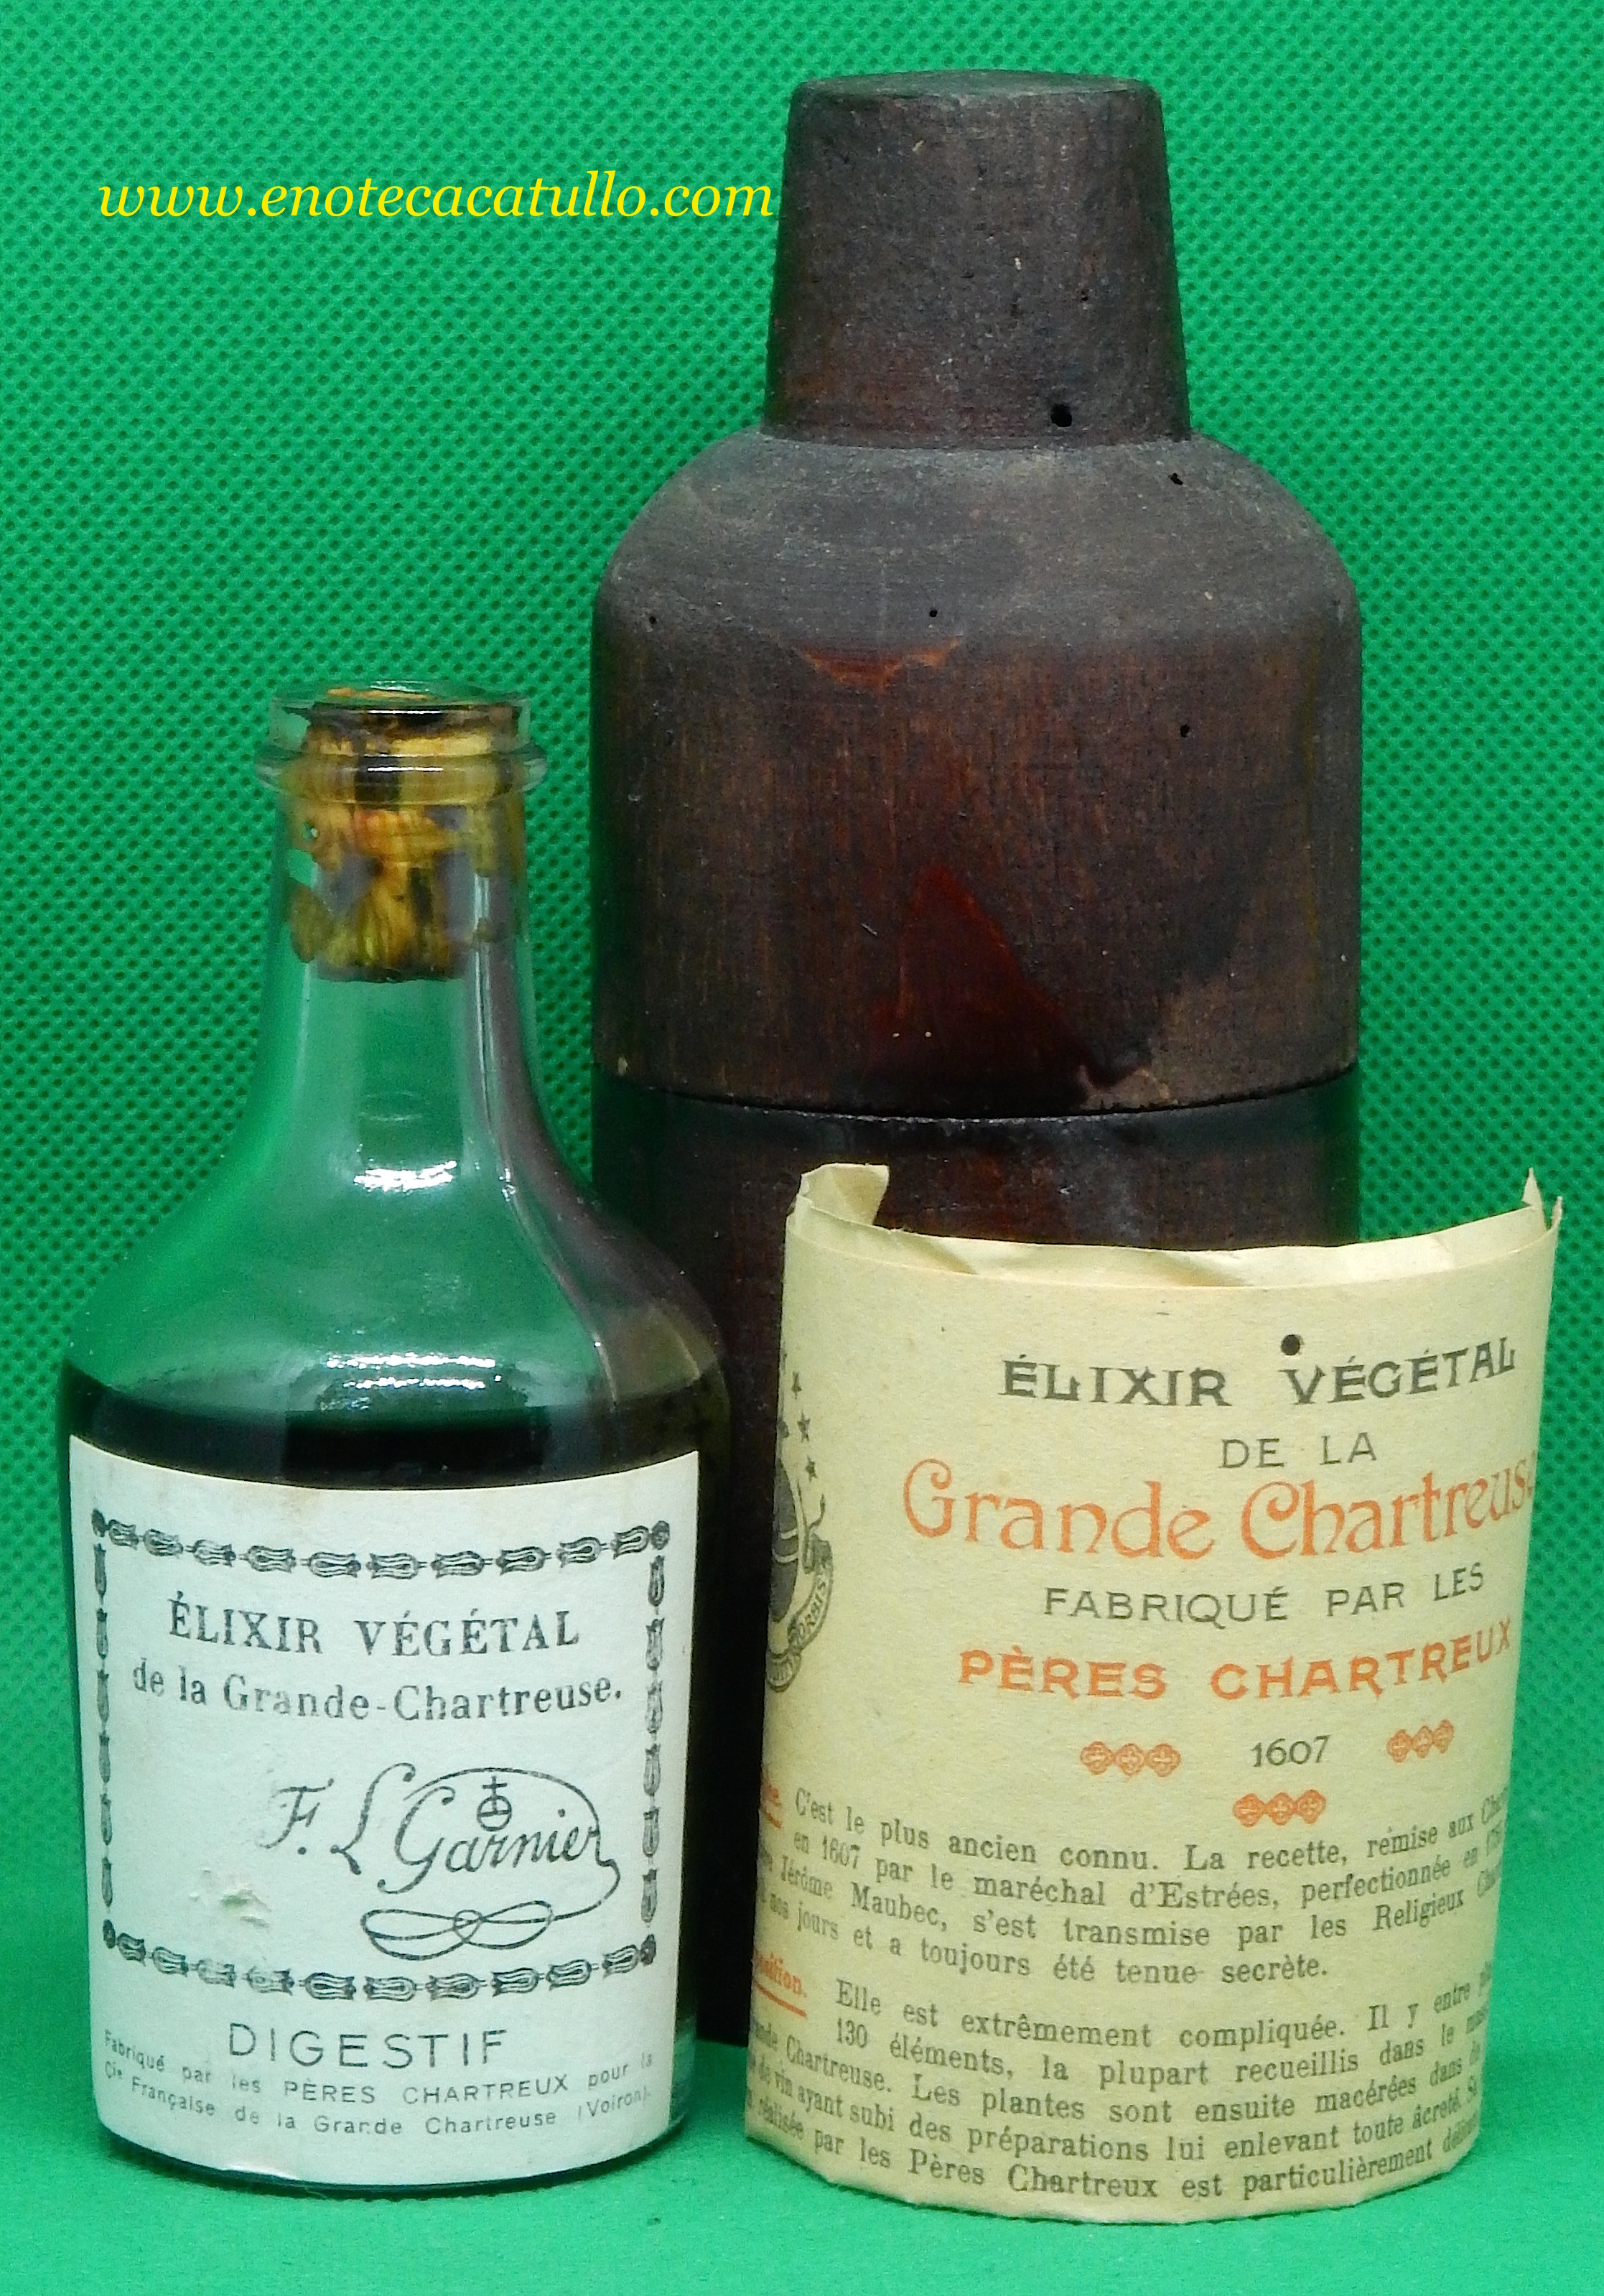 www.enotecacatullo.com
ÉLIXIR VÉGÉTAL
de la Grande-Chartreuse.
F. L Garnier
DIGESTIF
Fabriqué par les PÈRES CHARTREUX pour la
Cie Française de la Grande Chartreuse (Voiron).
ÉLIXIR VÉGÉTAL
DE LA
Grande Chartreuse
FABRIQUÉ PAR LES
PÈRES CHARTREUX
1607
ORBIS
C'est le plus ancien connu. La recette, remise aux
en 1607 par le maréchal d'Estrées, perfectionnée en
Jérôme Maubec, s'est transmise par les Religieux
nos jours et a toujours été tenue secrète.
Elle est extrêmement compliquée. Il y entre
130 éléments, la plupart recueillis dans le
Chartreuse. Les plantes sont ensuite macérées dans
de vin ayant subi des préparations lui enlevant toute âcreté.
réalisée par les Pères Chartreux est particulièrement